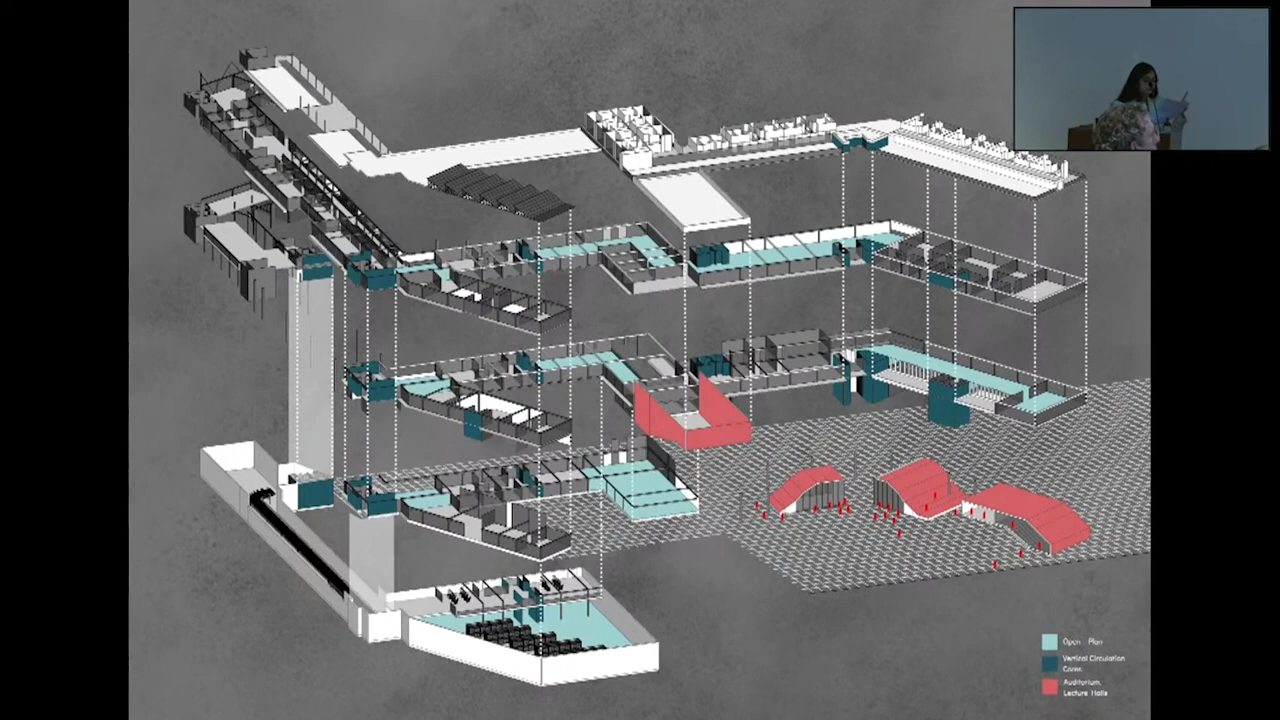 Open Plan
Vertical Circulation
Cores
Auditorium,
Lecture Halls